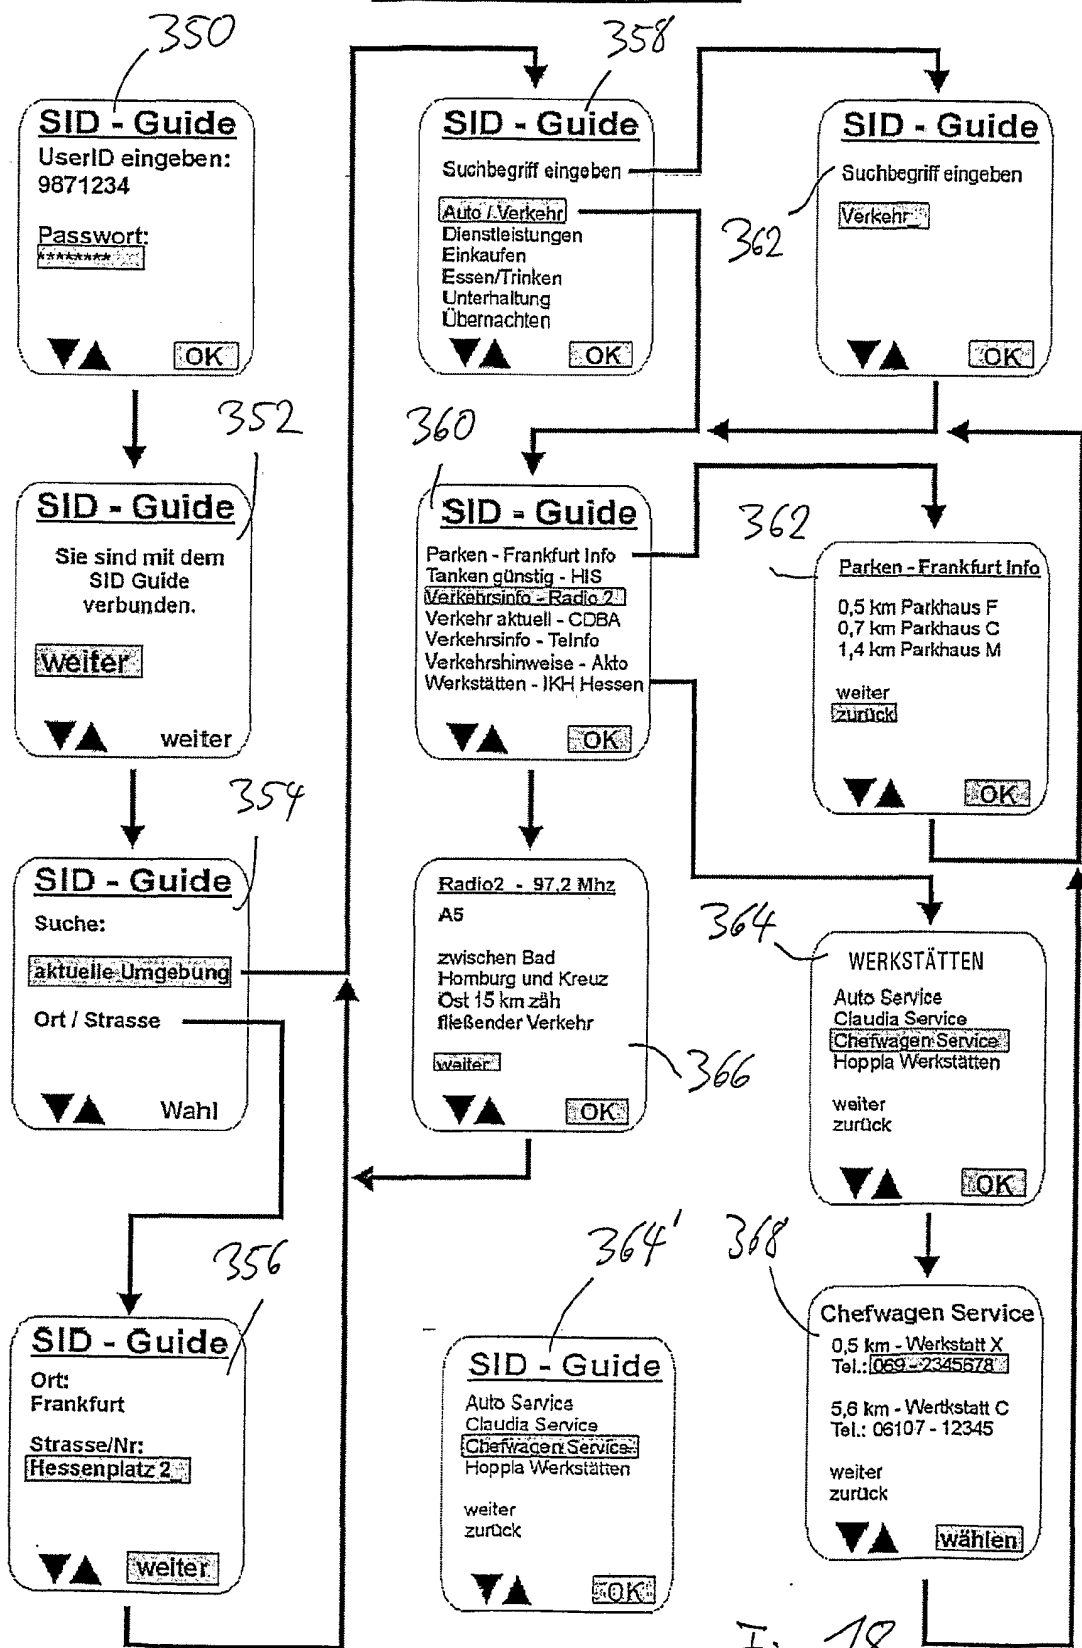 350
SID - Guide
UserID eingeben:
9871234
Passwort:
********
OK
352
SID - Guide
Sie sind mit dem
SID Guide
verbunden.
weiter
weiter
354
SID - Guide
Suche:
aktuelle Umgebung
Ort / Strasse
Wahl
356
SID - Guide
Ort:
Frankfurt
Strasse/Nr:
Hessenplatz 2_
weiter
358
SID - Guide
Suchbegriff eingeben
Auto / Verkehr
Dienstleistungen
Einkaufen
Essen/Trinken
Unterhaltung
Übernachten
OK
360
SID - Guide
Parken - Frankfurt Info
Tanken günstig - HIS
Verkehrsinfo - Radio 2
Verkehr aktuell - CDBA
Verkehrsinfo - TelInfo
Verkehrshinweise - Akto
Werkstätten - IKH Hessen
OK
Radio2 - 97,2 Mhz
A5
zwischen Bad
Homburg und Kreuz
Ost 15 km zäh
fließender Verkehr
weiter
OK
366
364'
SID - Guide
Auto Service
Claudia Service
Chefwagen Service
Hoppla Werkstätten
weiter
zurück
OK
SID - Guide
362
Suchbegriff eingeben
Verkehr_
OK
362
Parken - Frankfurt Info
0,5 km Parkhaus F
0,7 km Parkhaus C
1,4 km Parkhaus M
weiter
zurück
OK
364
WERKSTÄTTEN
Auto Service
Claudia Service
Chefwagen Service
Hoppla Werkstätten
weiter
zurück
OK
368
Chefwagen Service
0,5 km - Werkstatt X
Tel.: 069 - 2345678
5,6 km - Wertkstatt C
Tel.: 06107 - 12345
weiter
zurück
wählen
18